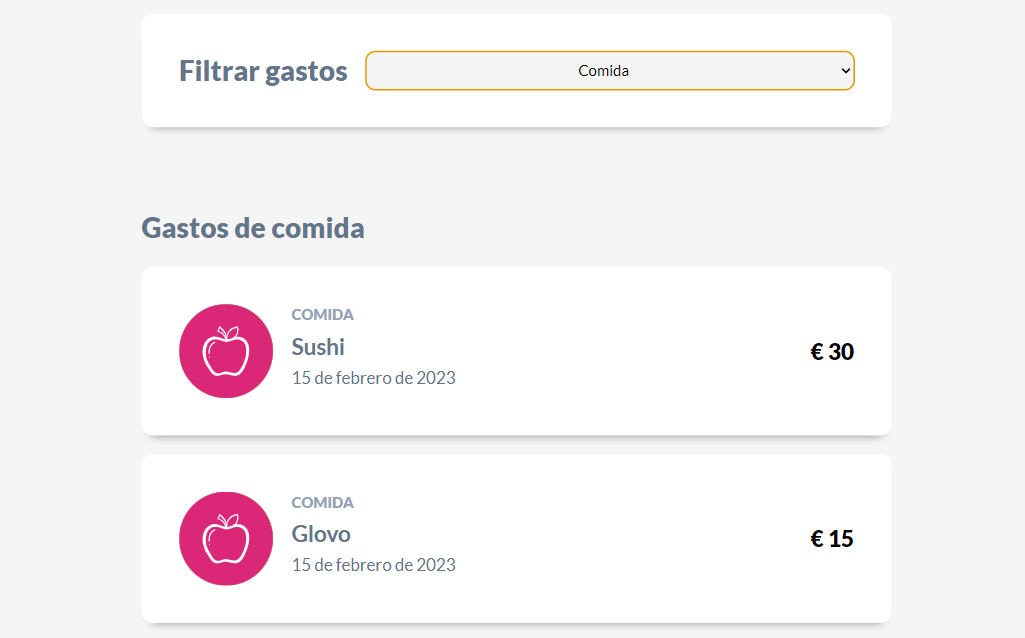 Filtrar gastos
Comida
Gastos de comida
COMIDA
Sushi
15 de febrero de 2023
€ 30
COMIDA
Glovo
15 de febrero de 2023
€ 15